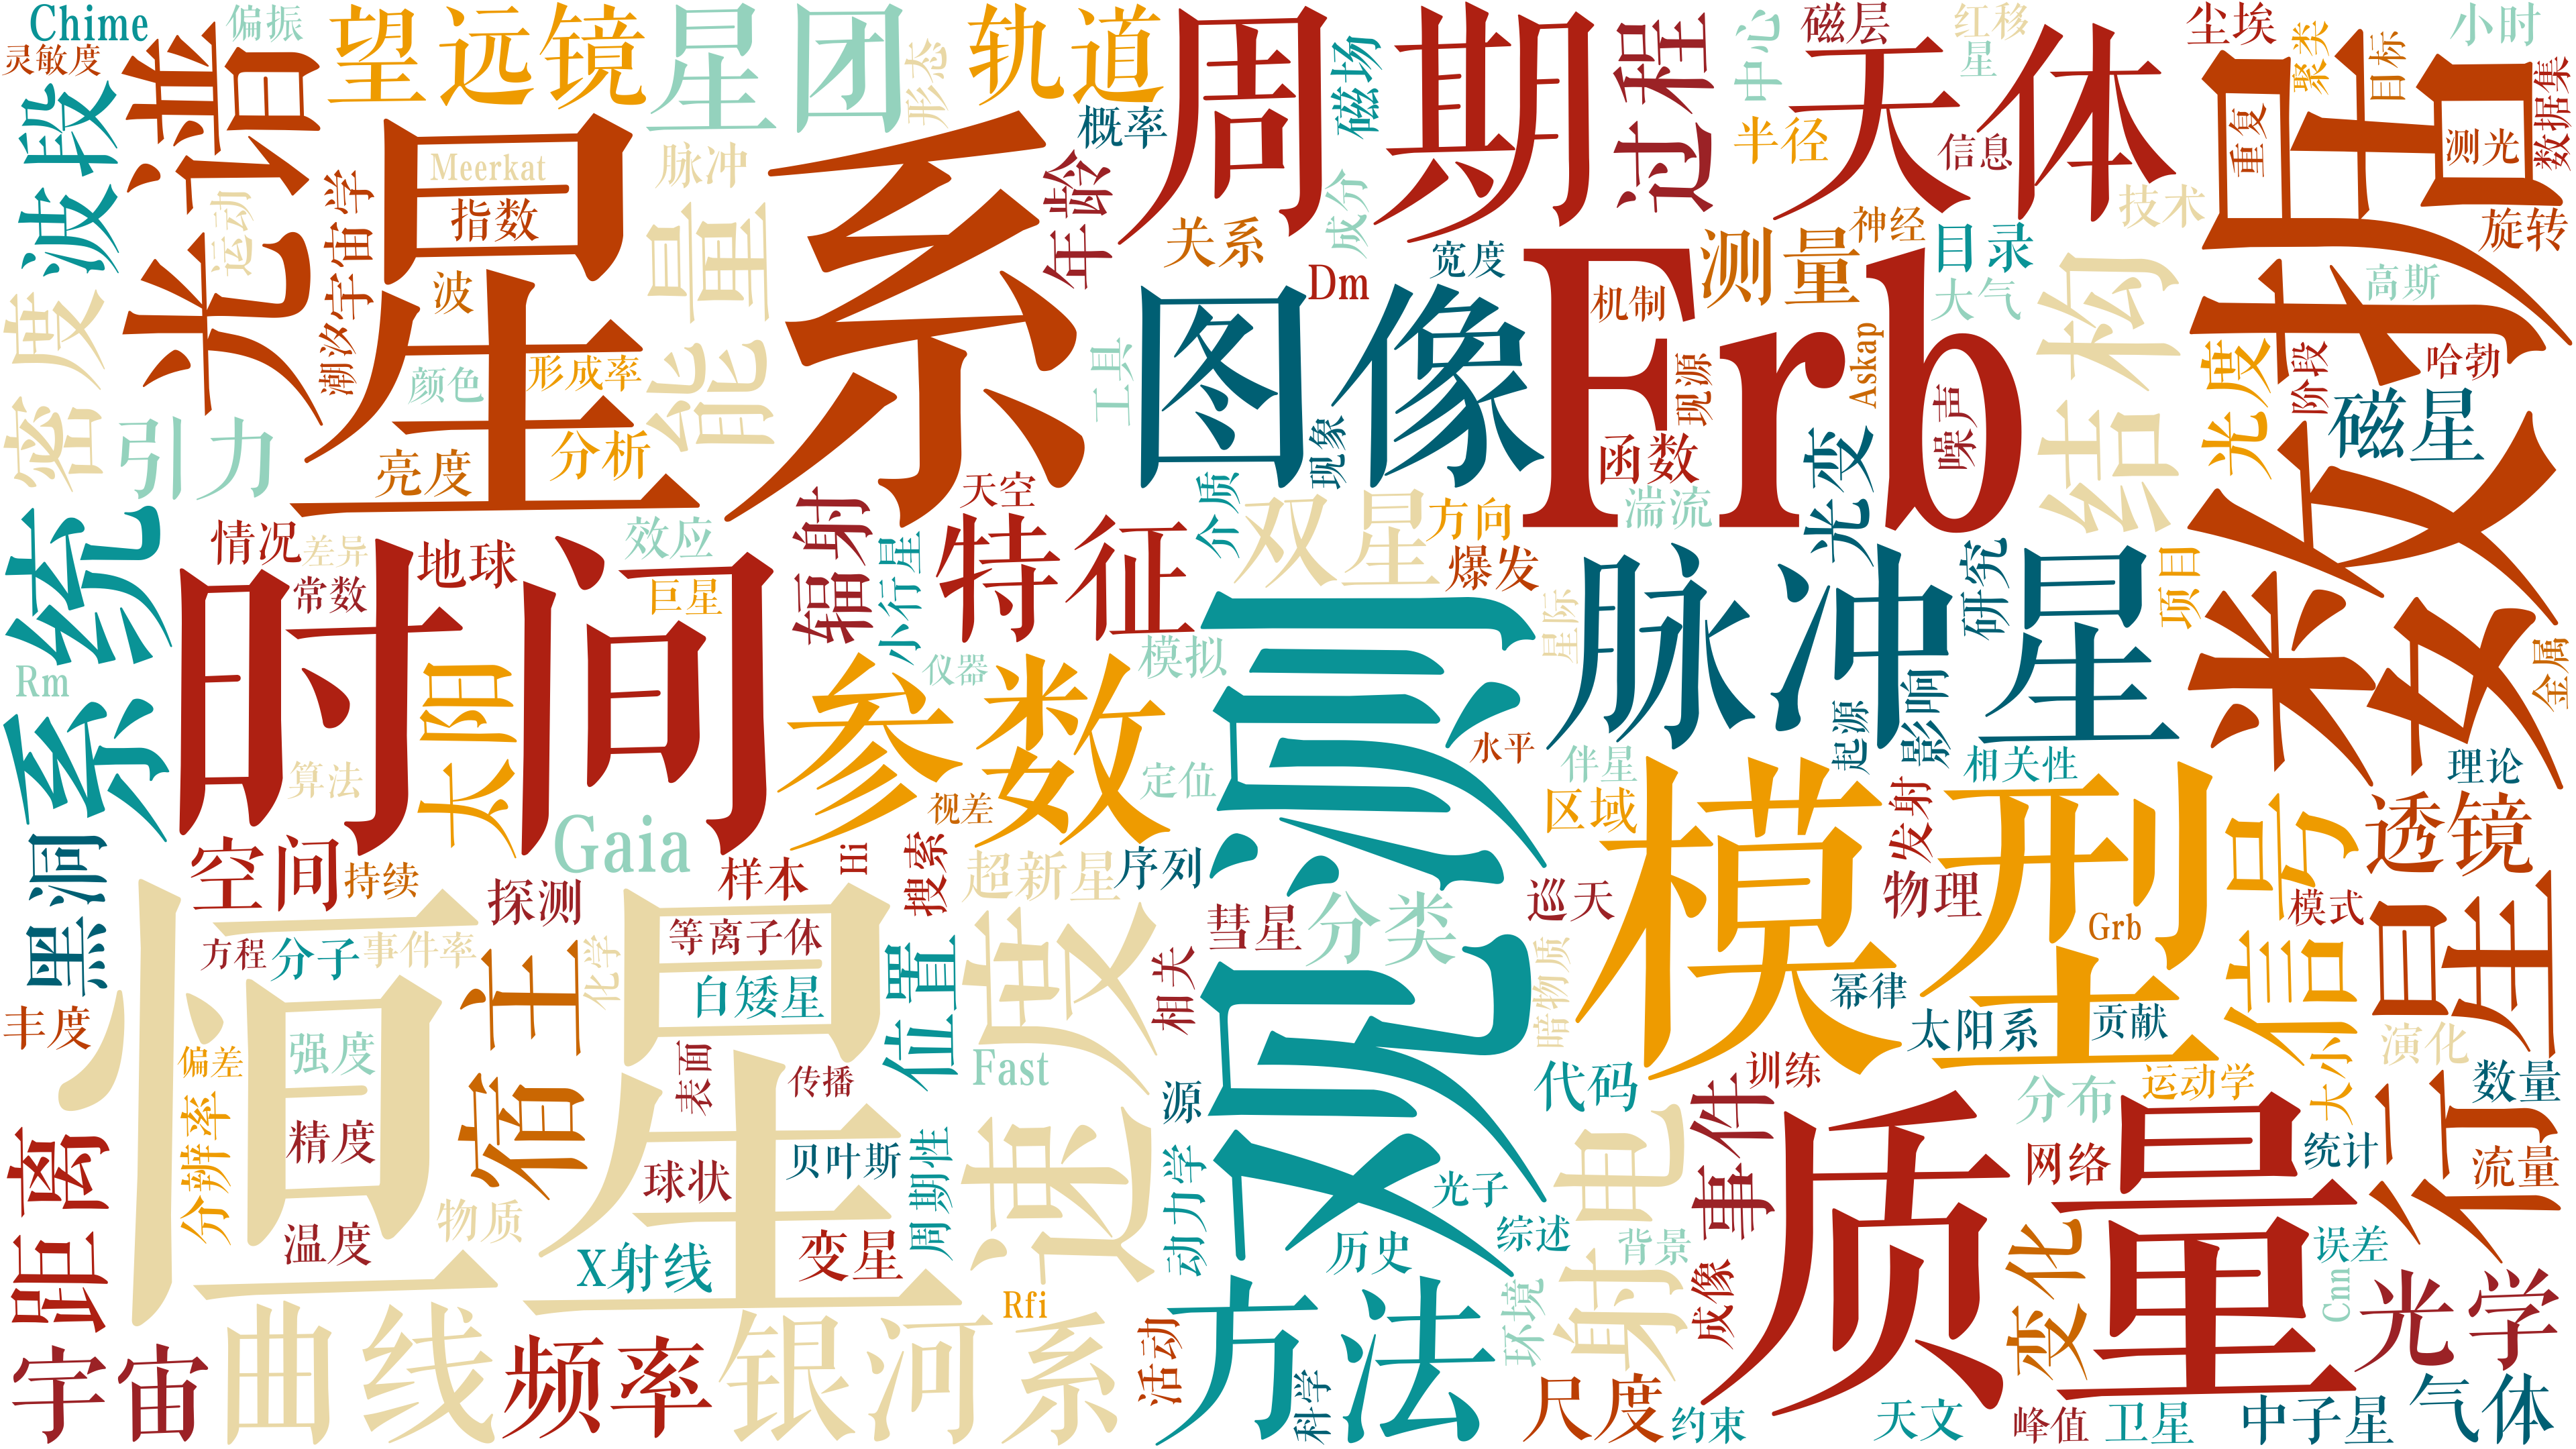 Chime
偏振
望远镜
星团
轨道
周期
过程
中心
磁层
红移
尘埃
小时
灵敏度
光谱
形态
磁场
天体
星
聚类
目标
数据集
波段
星系
Meerkat
脉冲
概率
半径
信息
数据
重复
测光
运动
潮汐
宇宙学
指数
能量
年龄
成分
关系
宽度
测量
神经
目录
技术
旋转
密度
波
Dm
图像
Frb
机制
大气
结构
高斯
颜色
形成率
工具
现源
Askap
光度
阶段
哈勃
引力
亮度
分析
现象
函数
光变
噪声
磁星
系统
情况
差异
地球
效应
辐射
天空
特征
介质
双星
方向
湍流
爆发
时间
常数
巨星
小行星
观测
脉冲星
研究
项目
Rm
太阳
参数
仪器
模拟
星际
起源
影响
金属
算法
视差
定位
水平
伴星
相关性
理论
黑洞
空间
持续
Gaia
样本
Hi
搜索
超新星
序列
区域
模型
发射
信号
透镜
恒星
探测
彗星
分类
巡天
物理
模式
行星
方程
分子
事件率
宿主
化学
等离子体
位置
速度
相关
暗物质
Grb
丰度
偏差
强度
白矮星
幂律
太阳系
贡献
演化
表面
传播
Fast
源
代码
训练
分布
运动学
大小
数量
距离
分辨率
精度
球状
贝叶斯
周期性
动力学
光子
射电
事件
质量
网络
统计
流量
温度
物质
X射线
变星
历史
综述
背景
变化
误差
宇宙
曲线
频率
银河系
Rfi
活动
方法
科学
环境
成像
Cnn
光学
尺度
约束
天文
峰值
卫星
中子星
气体